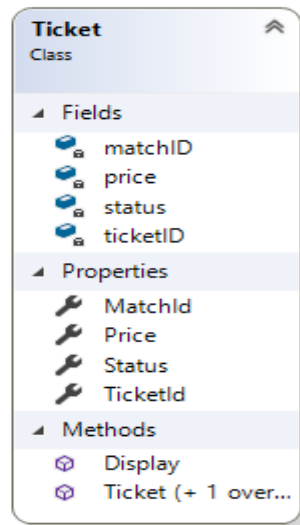 Ticket
Class
Fields
matchID
price
status
ticketID
Properties
MatchId
Price
Status
TicketId
Methods
Display
Ticket (+ 1 over...